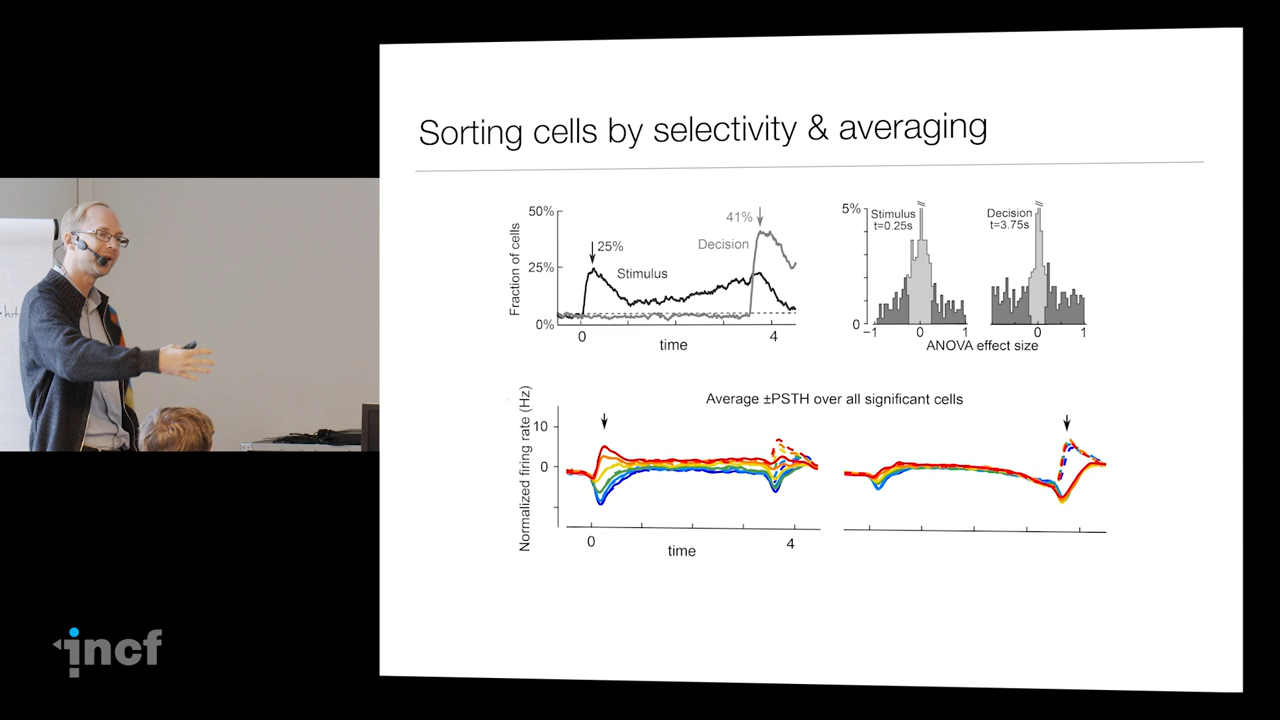 Sorting cells by selectivity & averaging
50%
25%
0%
Fraction of cells
25%
Stimulus
41%
Decision
0
4
time
5%
0
Stimulus
t=0.25s
Decision
t=3.75s
−1
0
1
0
1
ANOVA effect size
Average ±PSTH over all significant cells
Normalized firing rate (Hz)
10
0
0
4
time
incf